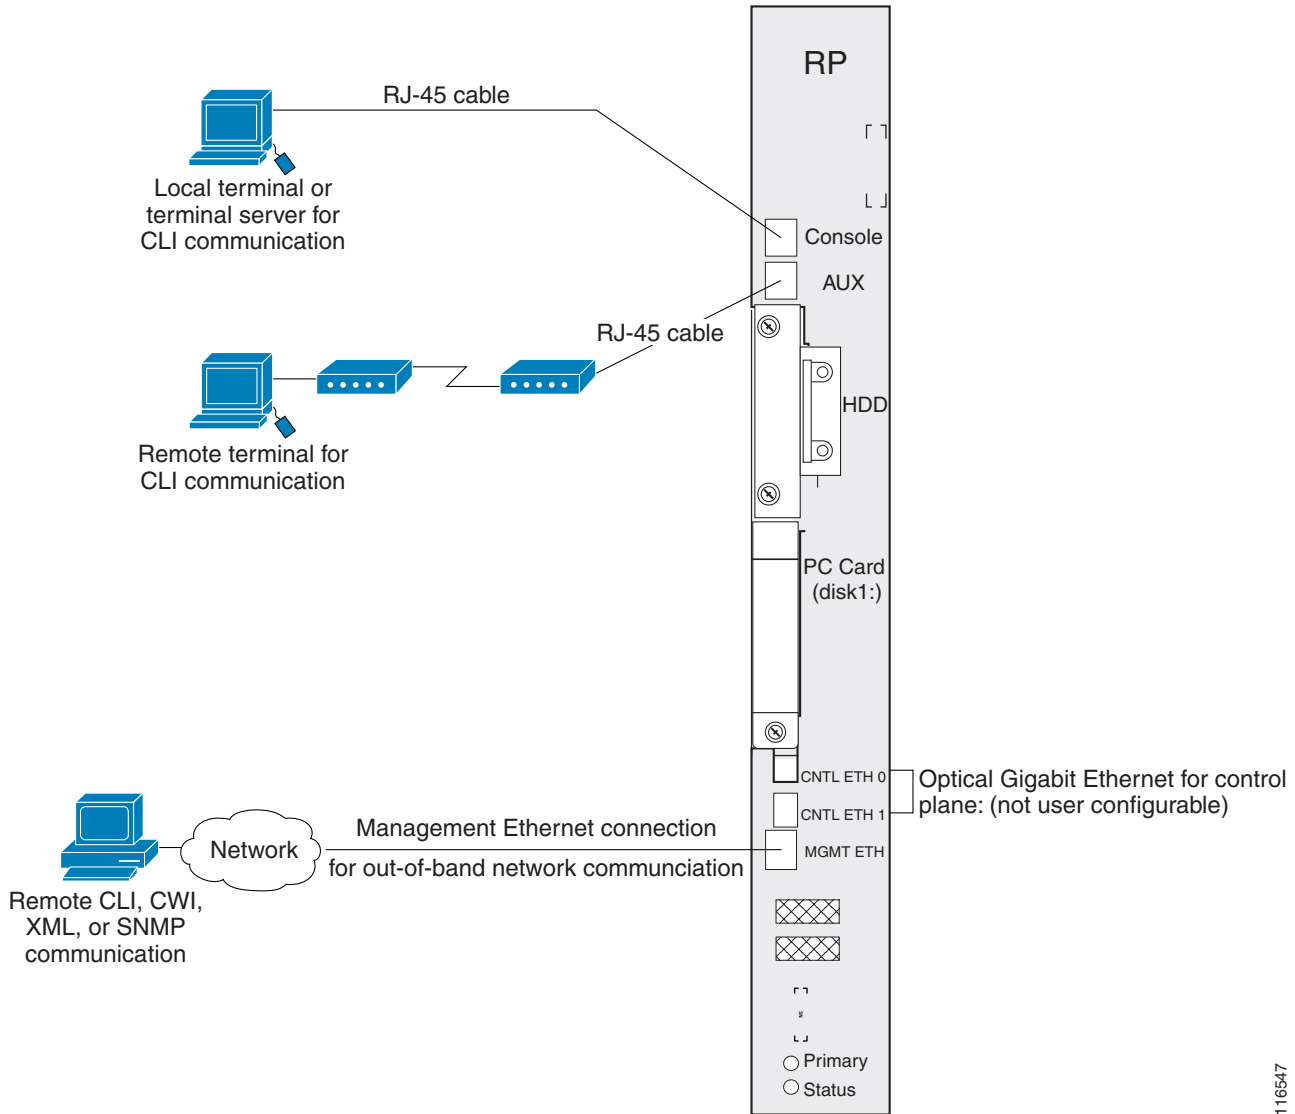 RP
RJ-45 cable
Local terminal or
terminal server for
CLI communication
Console
AUX
RJ-45 cable
HDD
Remote terminal for
CLI communication
PC Card
(disk1:)
CNTL ETH 0
Optical Gigabit Ethernet for control
plane: (not user configurable)
CNTL ETH 1
MGMT ETH
Management Ethernet connection
for out-of-band network communciation
Network
Remote CLI, CWI,
XML, or SNMP
communication
Primary
Status
116547